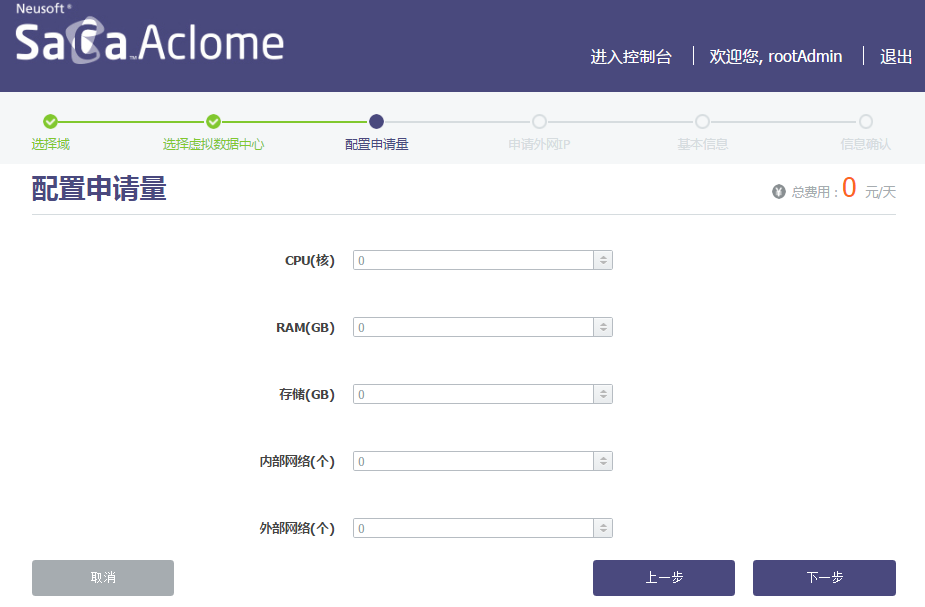 Neusoft®
SaCa™ Aclome
进入控制台 欢迎您, rootAdmin 退出
选择域 选择虚拟数据中心 配置申请量 申请外网IP 基本信息 信息确认
配置申请量
¥ 总费用 : 0 元/天
CPU(核) 0
RAM(GB) 0
存储(GB) 0
内部网络(个) 0
外部网络(个) 0
取消 上一步 下一步